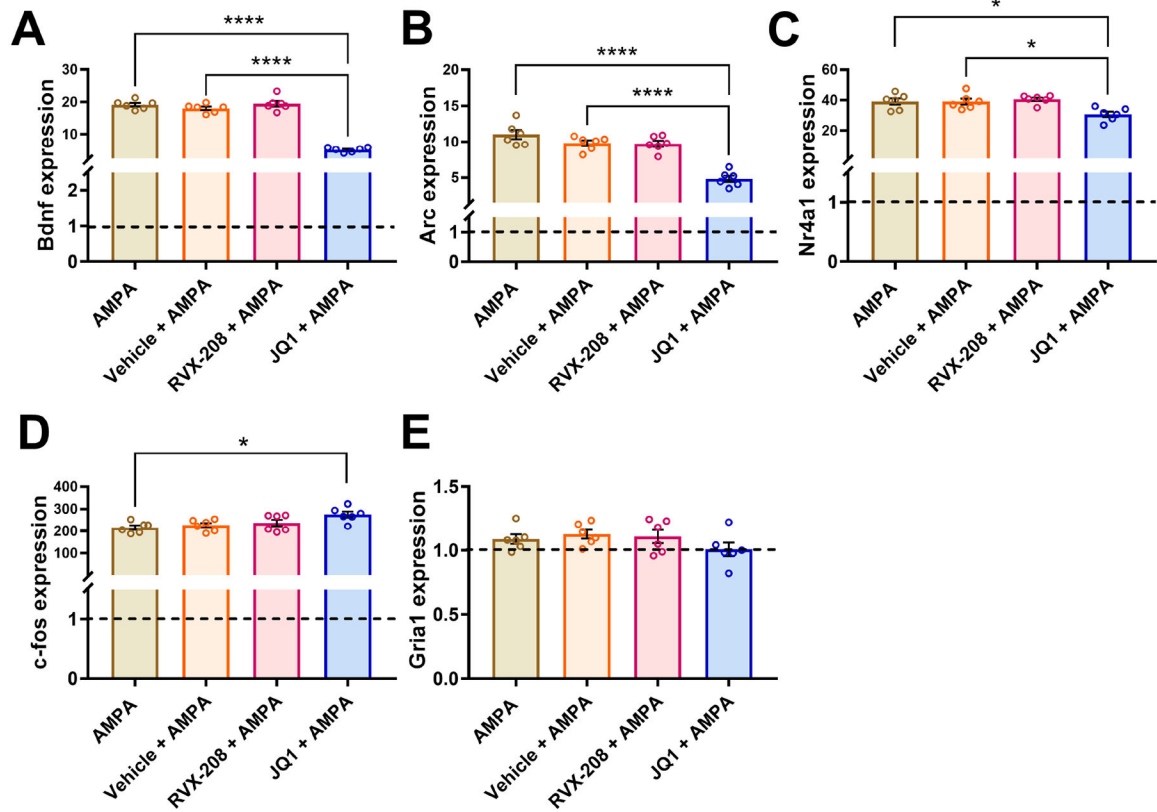 A
****
****
Bdnf expression
30
20
10
2
1
0
AMPA
Vehicle + AMPA
RVX-208 + AMPA
JQ1 + AMPA
B
****
****
Arc expression
20
15
10
5
1
0
AMPA
Vehicle + AMPA
RVX-208 + AMPA
JQ1 + AMPA
C
*
*
Nr4a1 expression
60
40
20
1
0
AMPA
Vehicle + AMPA
RVX-208 + AMPA
JQ1 + AMPA
D
*
c-fos expression
400
300
200
100
1
0
AMPA
Vehicle + AMPA
RVX-208 + AMPA
JQ1 + AMPA
E
Gria1 expression
1.5
1.0
0.5
0.0
AMPA
Vehicle + AMPA
RVX-208 + AMPA
JQ1 + AMPA